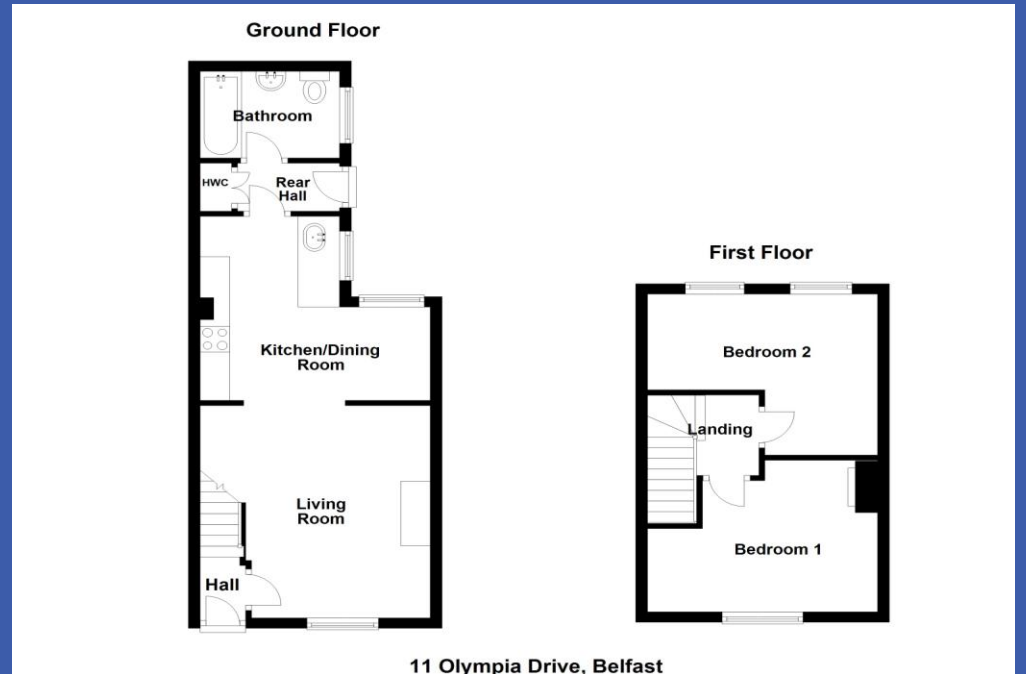 Ground Floor
Bathroom
HWC
Rear
Hall
Kitchen/Dining
Room
Living
Room
Hall
First Floor
Bedroom 2
Landing
Bedroom 1
11 Olympia Drive, Belfast